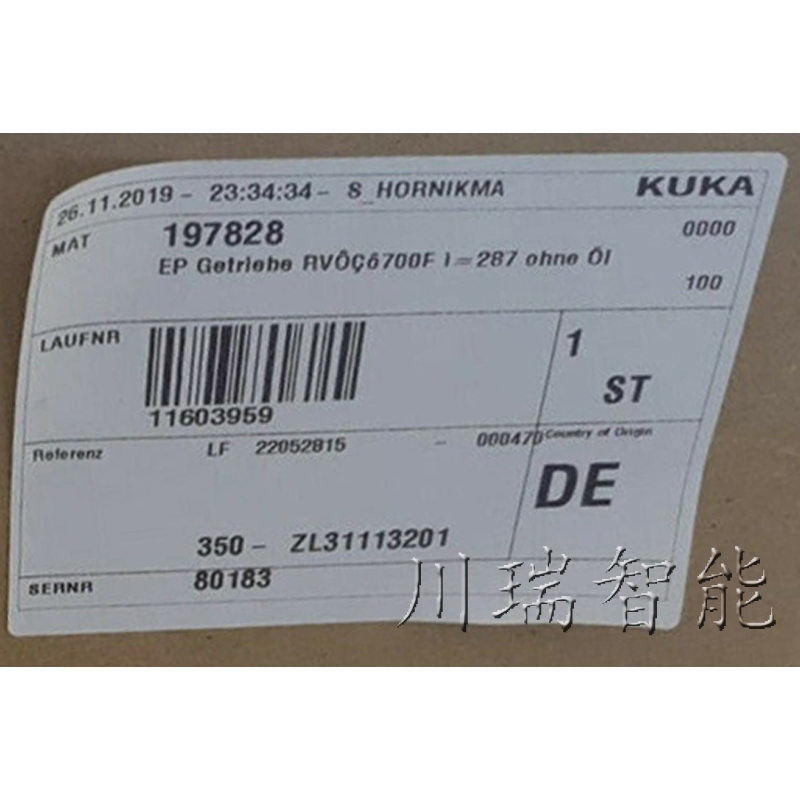 26.11.2019 - 23:34:34 - S_HORNIKMA KUKA
MAT 197828 0000
EP Getriebe RVÔÇô700F i=287 ohne Öl
100
LAUFNR 1
11603959 ST
Referenz LF 22052815 - 000470 Country of Origin
DE
350 - ZL31113201
SERNR 80183
川瑞智能